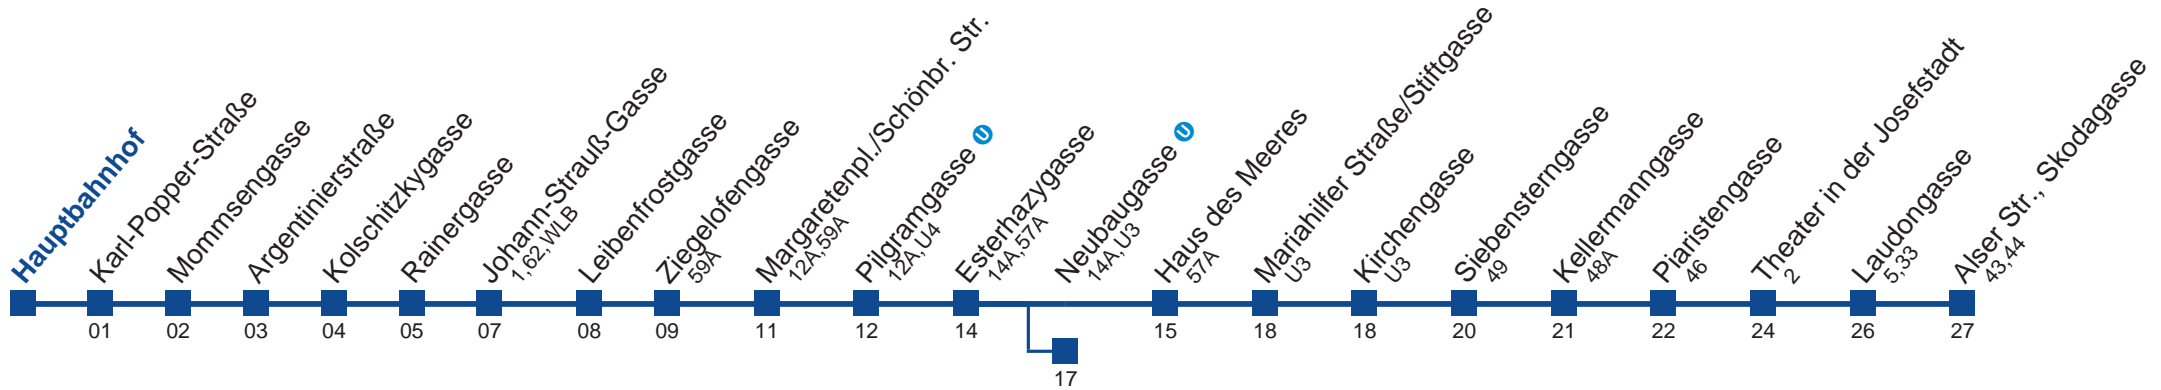 Hauptbahnhof
Karl-Popper-Straße
01
Mommsengasse
02
Argentinierstraße
03
Kolschitzkygasse
04
Rainergasse
05
Johann-Strauß-Gasse
1, 62, WLB
07
Leibenfrostgasse
08
Ziegelofengasse
59A
09
Margaretenpl./Schönbr. Str.
12A, 59A
11
Pilgramgasse U
12A, U4
12
Esterhazygasse
14A, 57A
14
Neubaugasse U
14A, U3
17
Haus des Meeres
57A
15
Mariahilfer Straße/Stiftgasse
U3
18
Kirchengasse
U3
18
Siebensterngasse
49
20
Kellermanngasse
48A
21
Piaristengasse
46
22
Theater in der Josefstadt
2
24
Laudongasse
5, 33
26
Alser Str., Skodagasse
43, 44
27